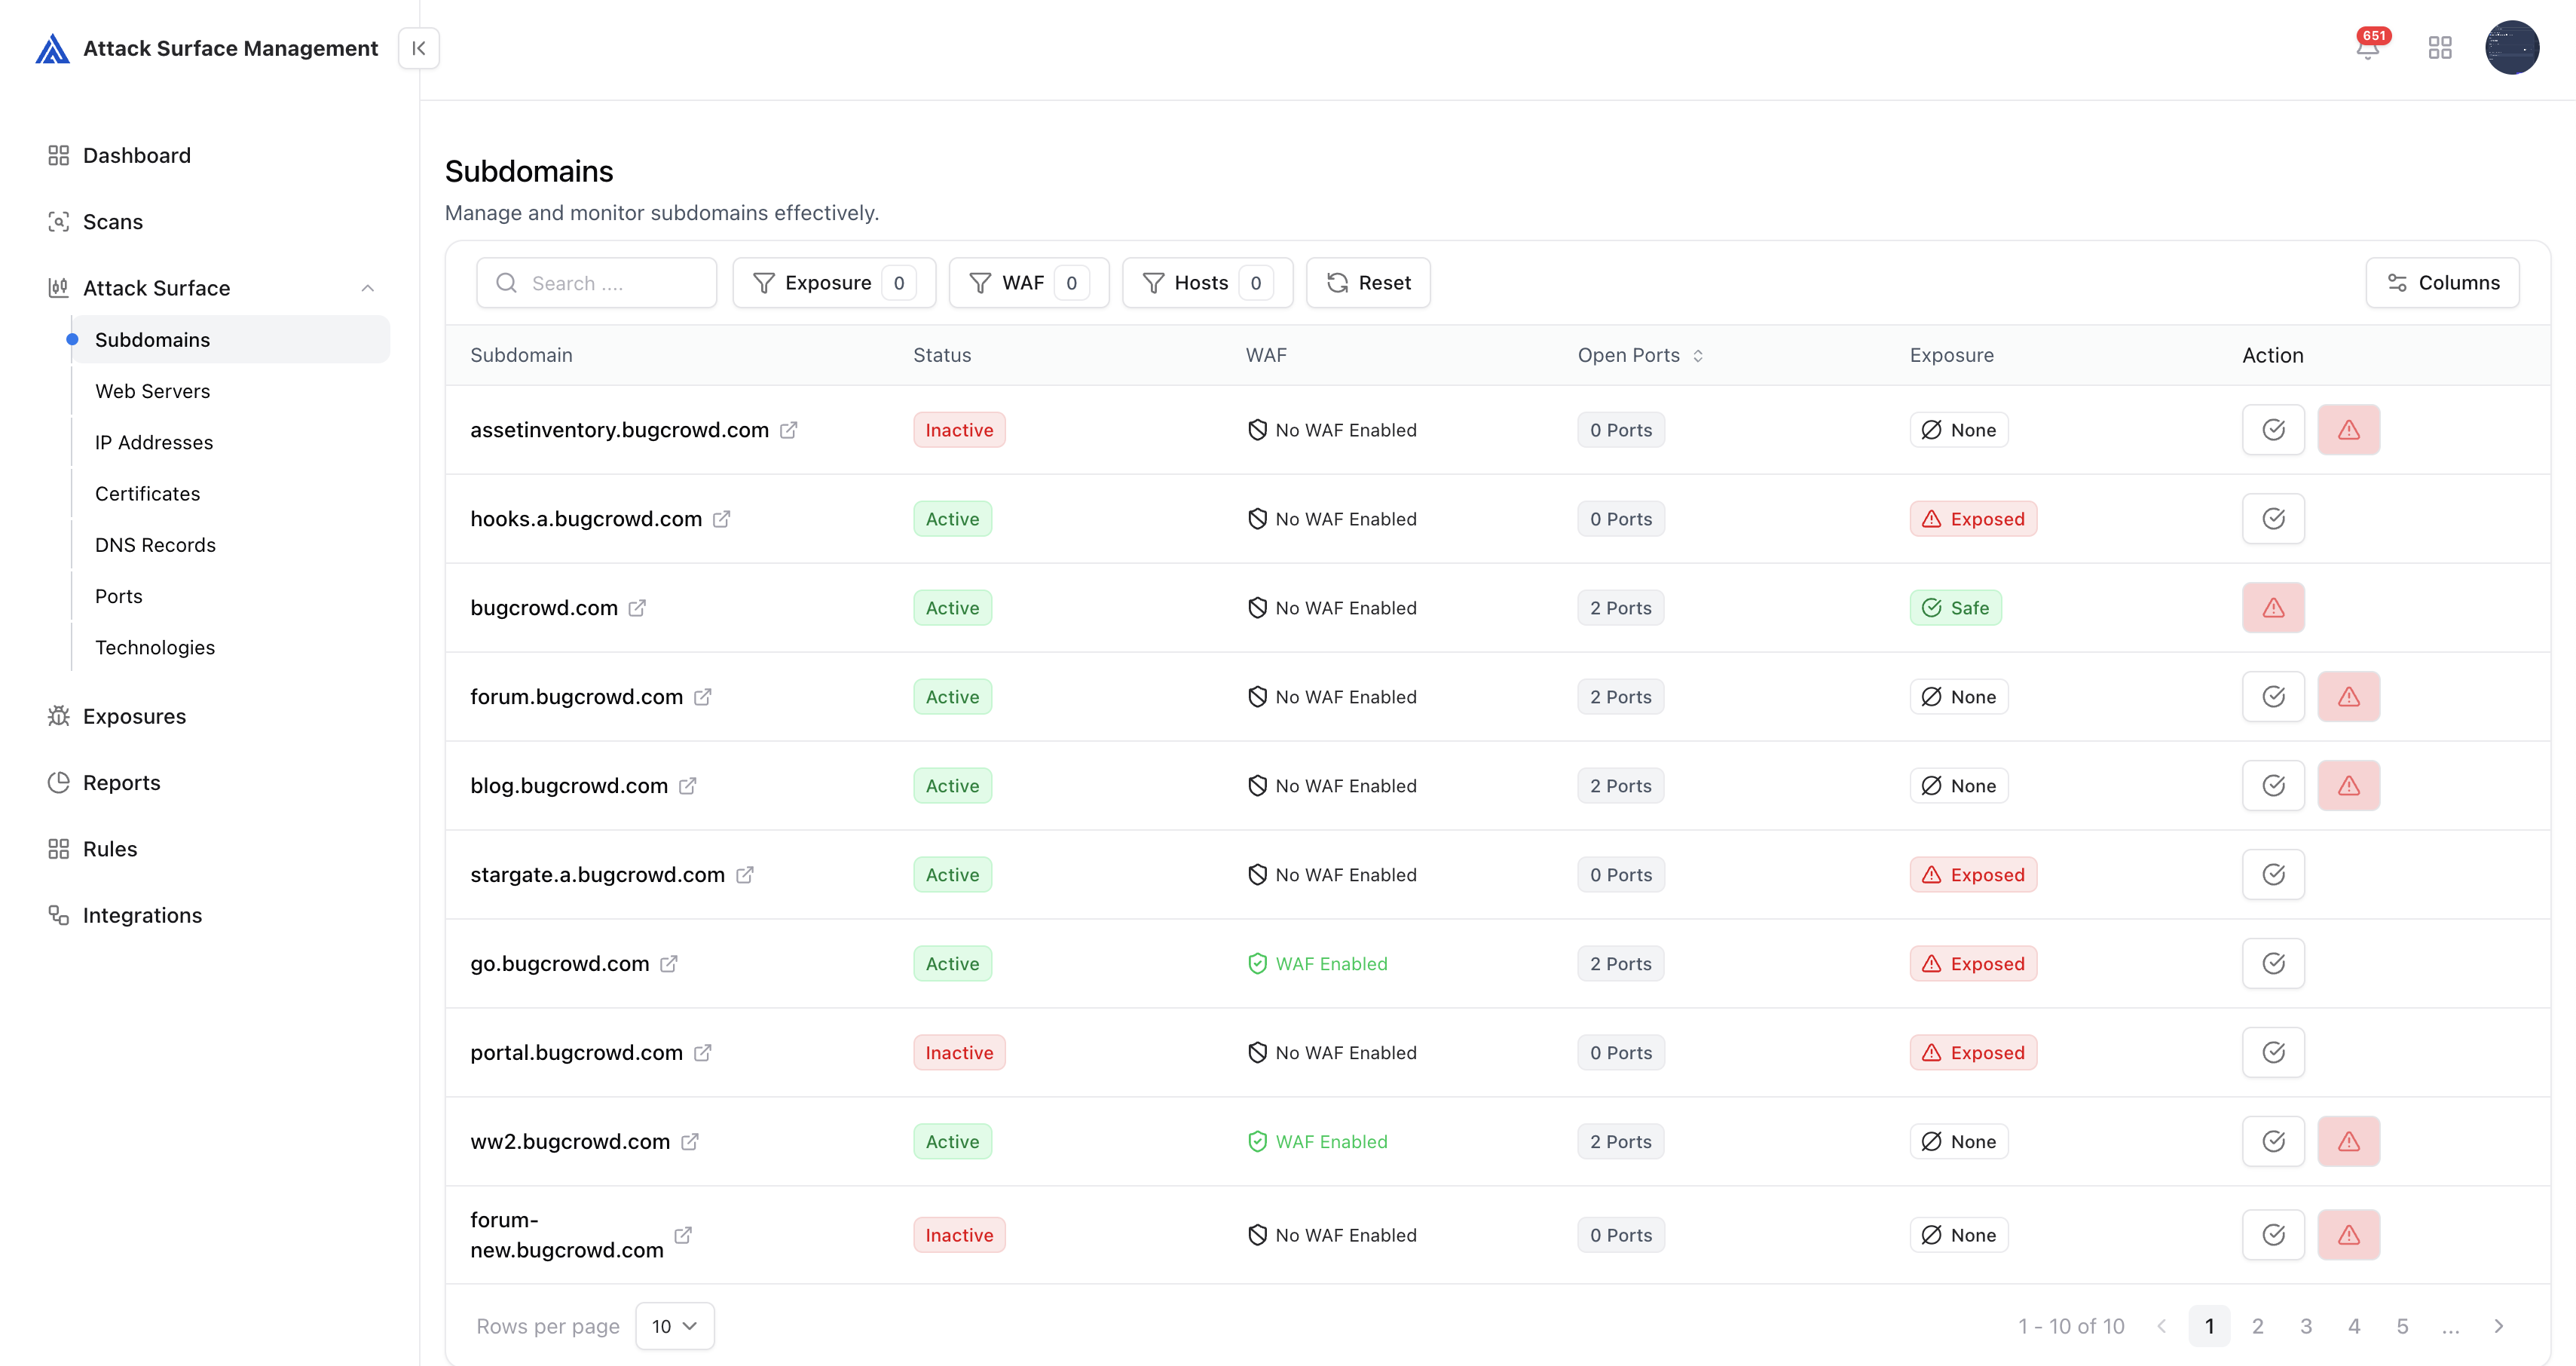 Attack Surface Management
651
Dashboard
Scans
Attack Surface
Subdomains
Web Servers
IP Addresses
Certificates
DNS Records
Ports
Technologies
Exposures
Reports
Rules
Integrations
Subdomains
Manage and monitor subdomains effectively.
Search .... Exposure 0 WAF 0 Hosts 0 Reset Columns
Subdomain Status WAF Open Ports Exposure Action
assetinventory.bugcrowd.com Inactive No WAF Enabled 0 Ports None
hooks.a.bugcrowd.com Active No WAF Enabled 0 Ports Exposed
bugcrowd.com Active No WAF Enabled 2 Ports Safe
forum.bugcrowd.com Active No WAF Enabled 2 Ports None
blog.bugcrowd.com Active No WAF Enabled 2 Ports None
stargate.a.bugcrowd.com Active No WAF Enabled 0 Ports Exposed
go.bugcrowd.com Active WAF Enabled 2 Ports Exposed
portal.bugcrowd.com Inactive No WAF Enabled 0 Ports Exposed
ww2.bugcrowd.com Active WAF Enabled 2 Ports None
forum-
new.bugcrowd.com Inactive No WAF Enabled 0 Ports None
Rows per page 10 1 - 10 of 10 1 2 3 4 5 ...